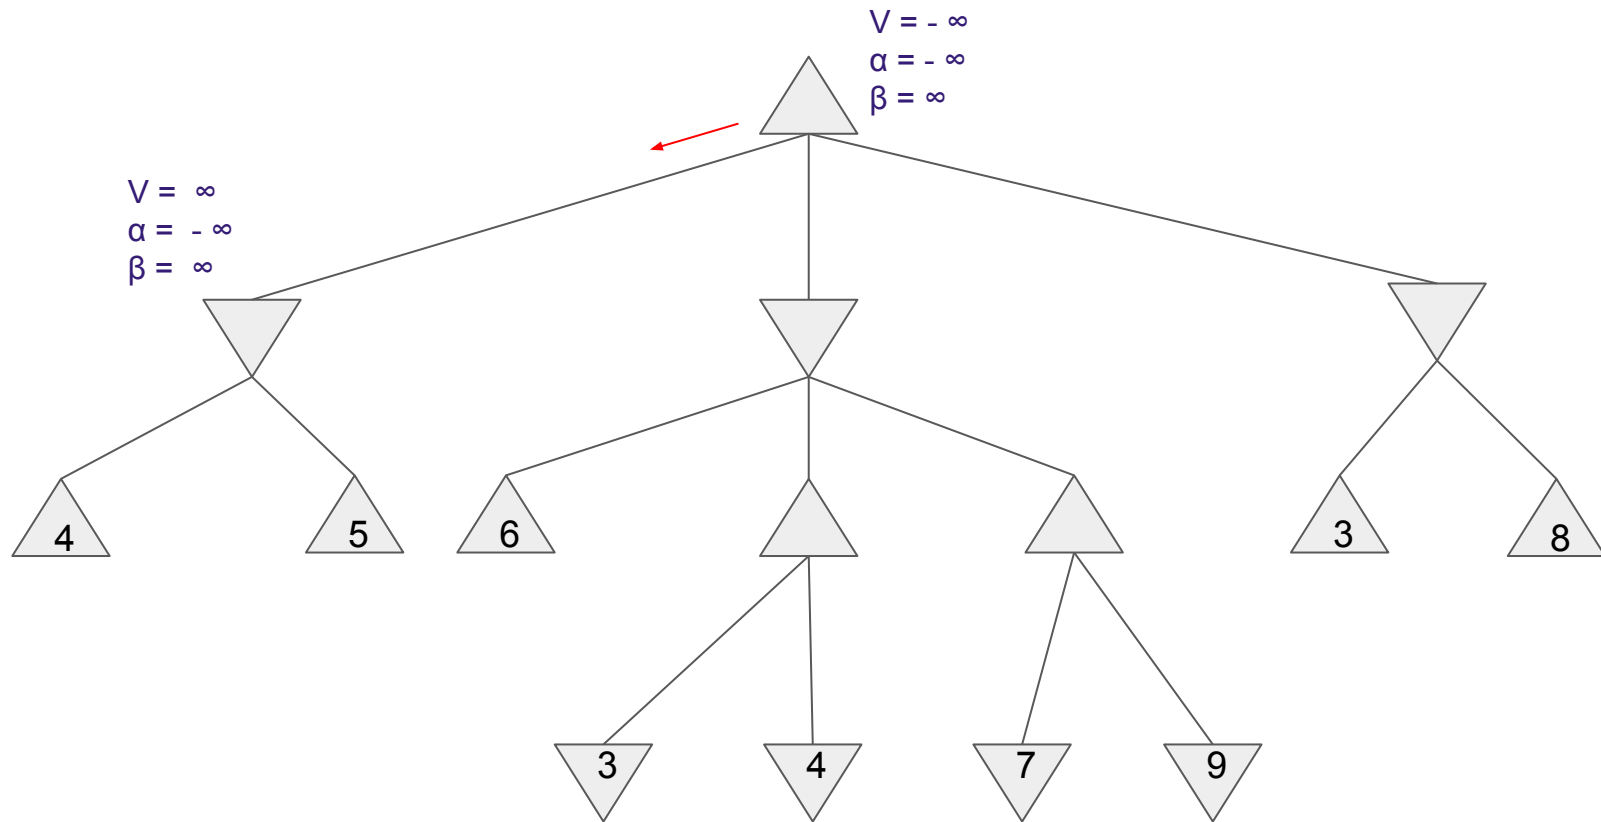 V = - ∞
α = - ∞
β = ∞
V = ∞
α = - ∞
β = ∞
4
5
6
3
8
3
4
7
9